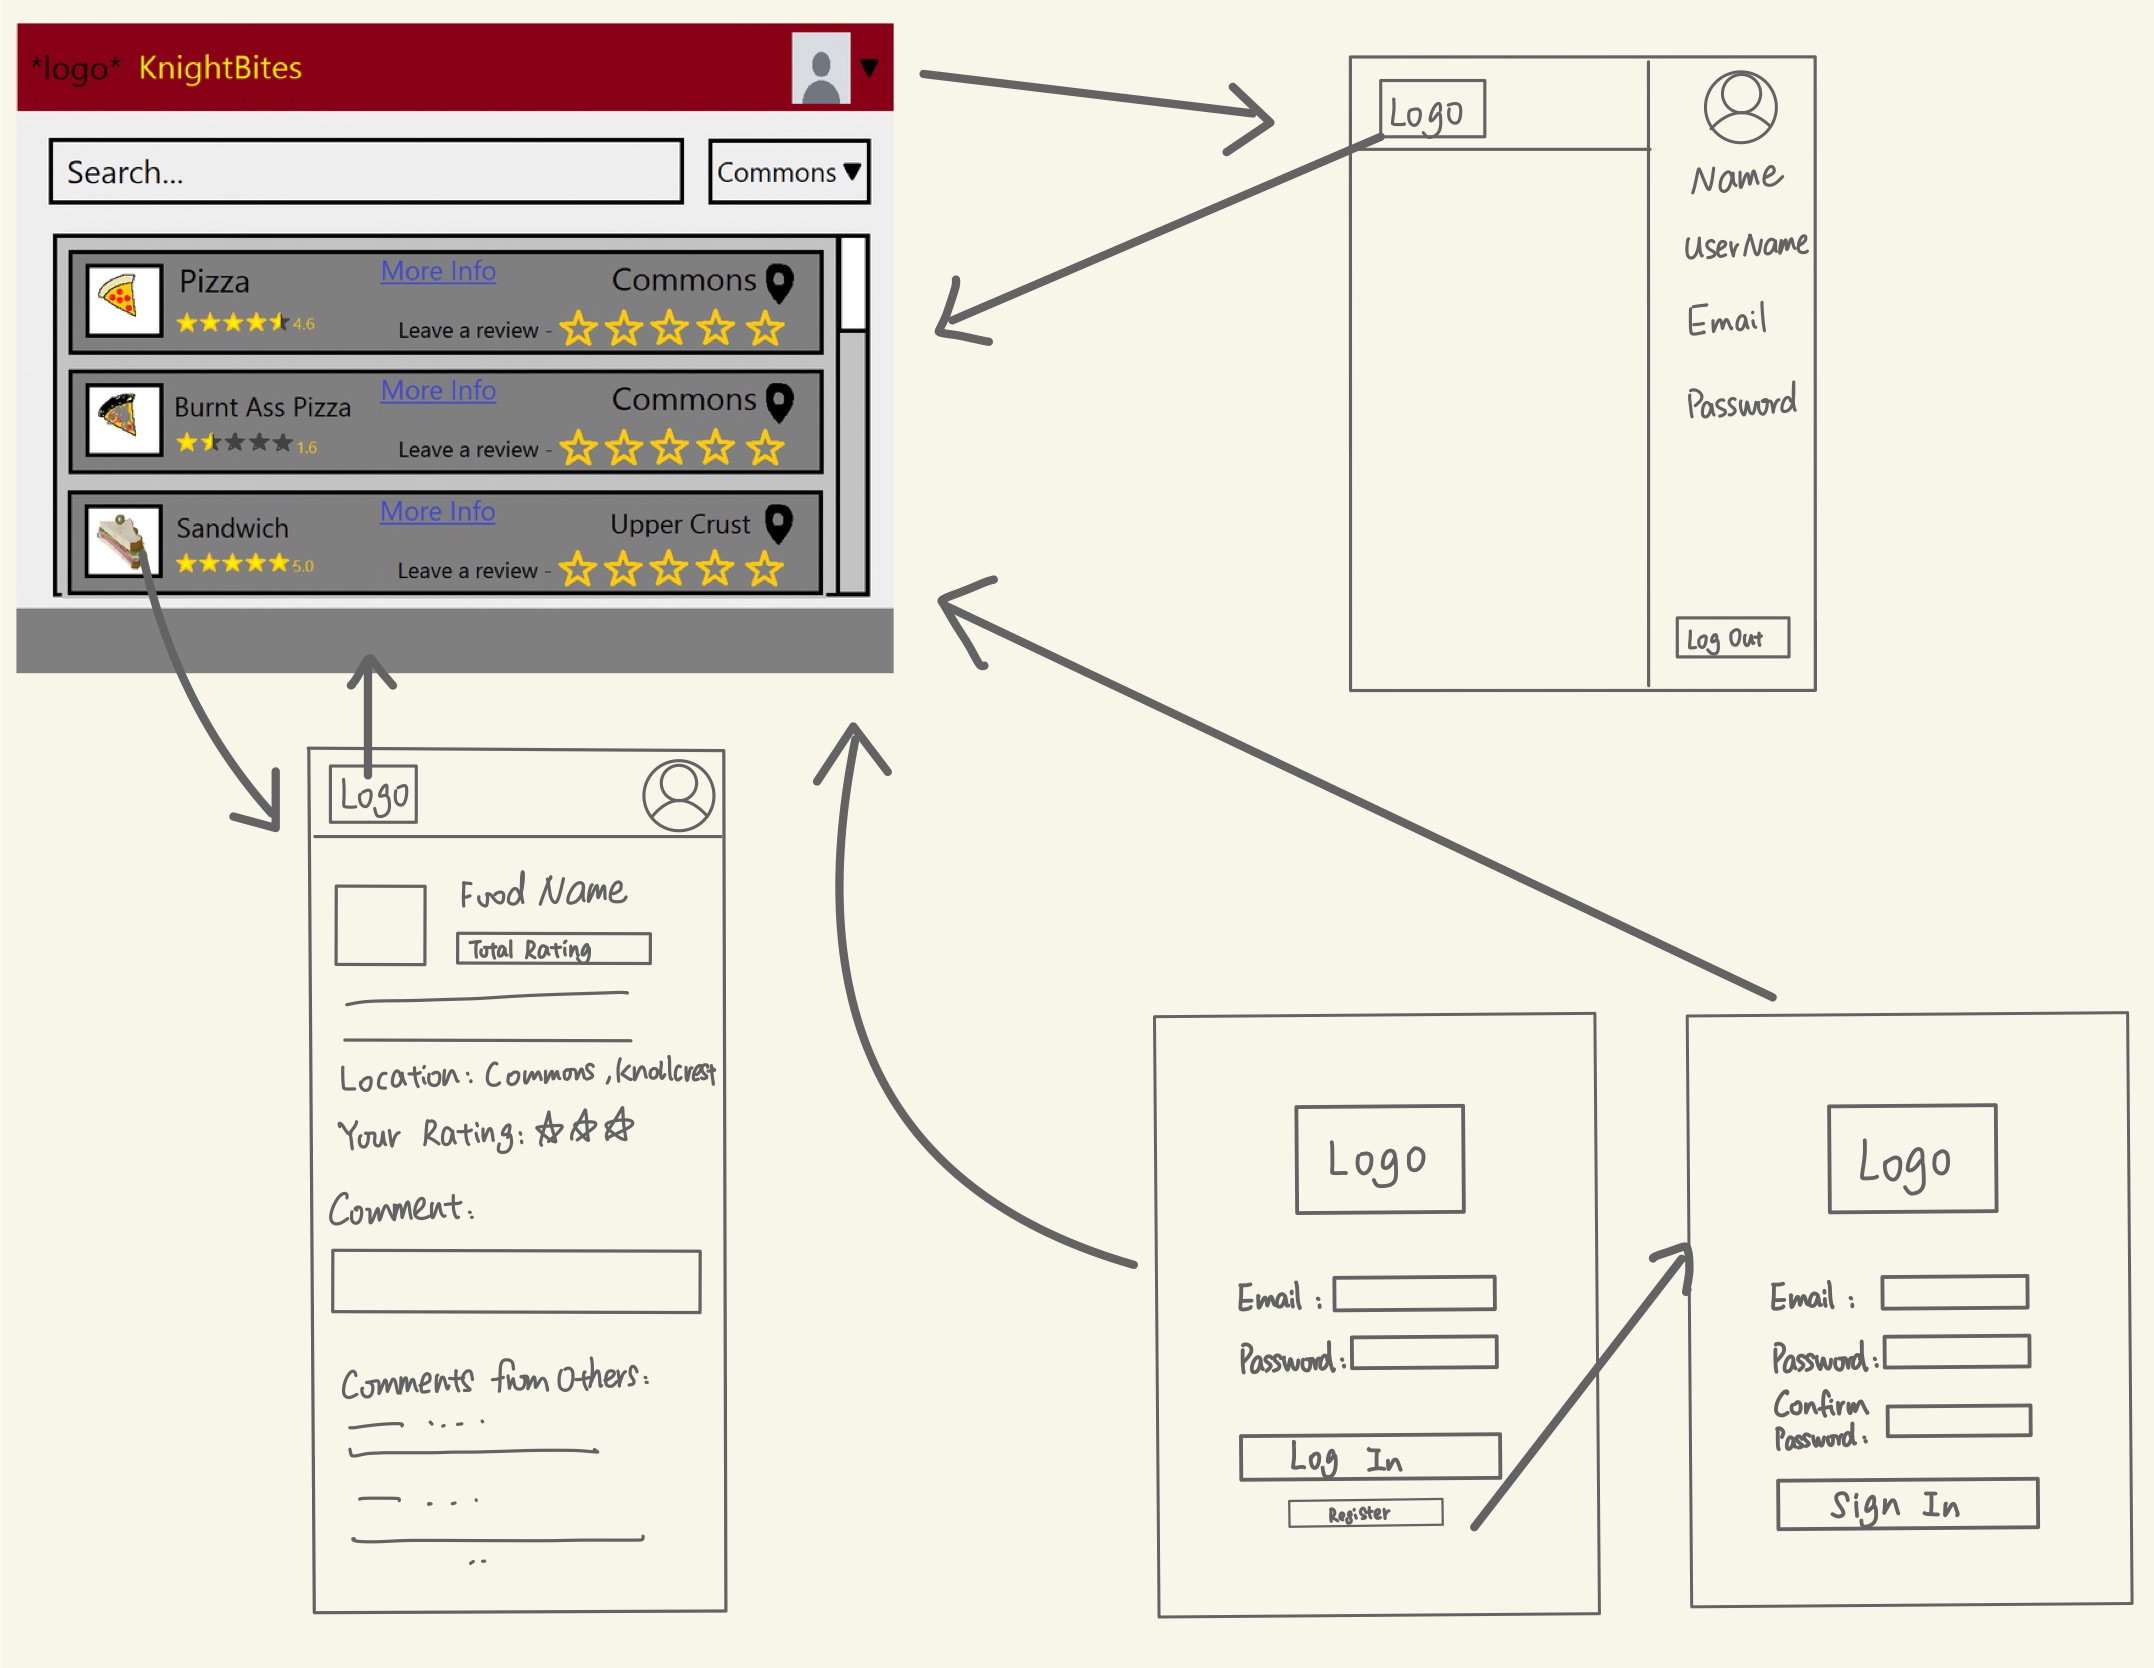 *logo* KnightBites
Search...
Commons
Pizza
More Info
Commons
4.6
Leave a review -
Burnt Ass Pizza
More Info
Commons
1.6
Leave a review -
Sandwich
More Info
Upper Crust
5.0
Leave a review -
Logo
Name
UserName
Email
Password
Log Out
Logo
Food Name
Total Rating
Location: Commons, Knollcrest
Your Rating:
Comment:
Comments from Others:
Logo
Email:
Password:
Log In
Register
Logo
Email:
Password:
Confirm
Password:
Sign In